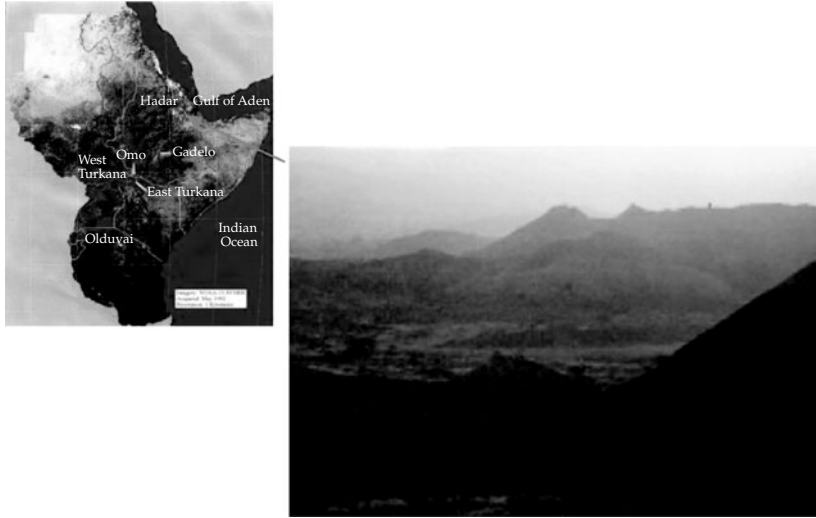 Hadar
Gulf of Aden
Omo
Gadelo
West
Turkana
East Turkana
Indian
Ocean
Olduvai